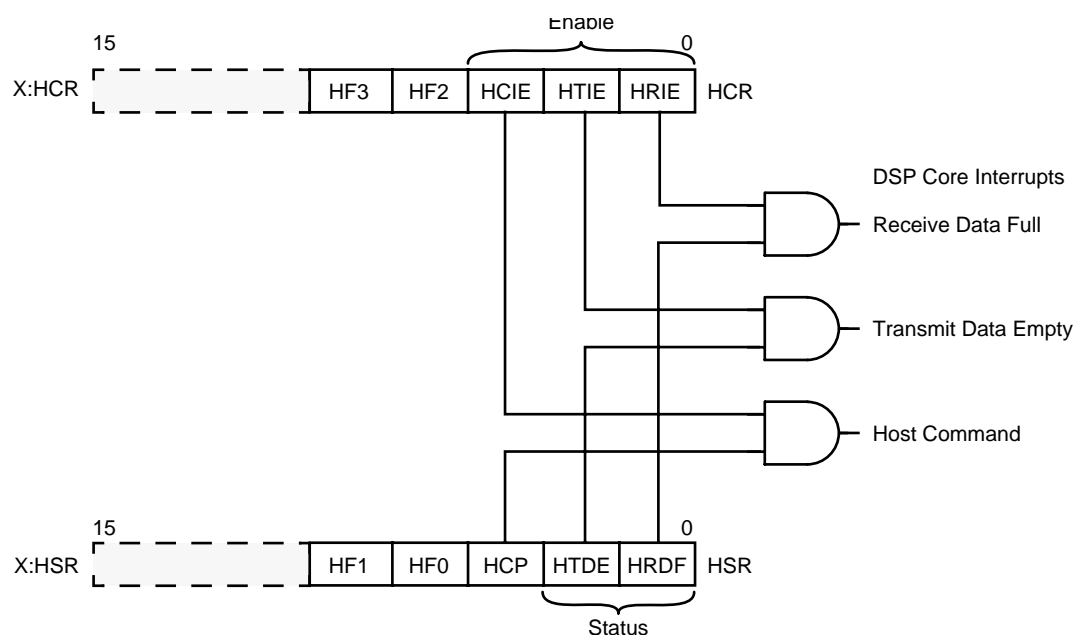 Enable
15 0
X:HCR HF3 HF2 HCIE HTIE HRIE HCR
DSP Core Interrupts
Receive Data Full
Transmit Data Empty
Host Command
15 0
X:HSR HF1 HF0 HCP HTDE HRDF HSR
Status